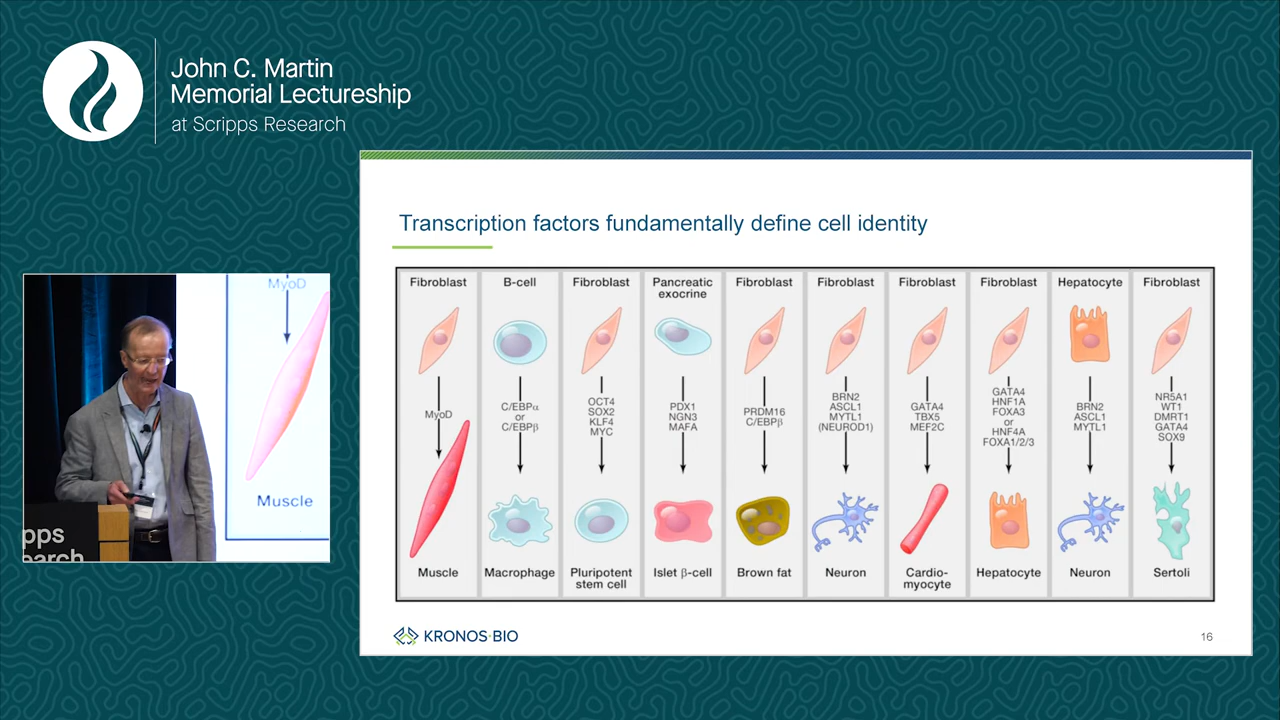 John C. Martin
Memorial Lectureship
at Scripps Research
Transcription factors fundamentally define cell identity
Fibroblast
MyoD
Muscle
B-cell
C/EBPα
or
C/EBPβ
Macrophage
Fibroblast
OCT4
SOX2
KLF4
MYC
Pluripotent
stem cell
Pancreatic
exocrine
PDX1
NGN3
MAFA
Islet β-cell
Fibroblast
PRDM16
C/EBPβ
Brown fat
Fibroblast
BRN2
ASCL1
MYTL1
(NEUROD1)
Neuron
Fibroblast
GATA4
TBX5
MEF2C
Cardio-
myocyte
Fibroblast
GATA4
HNF1A
FOXA3
or
HNF4A
FOXA1/2/3
Hepatocyte
Hepatocyte
BRN2
ASCL1
MYTL1
Neuron
Fibroblast
NR5A1
WT1
DMRT1
GATA4
SOX9
Sertoli
KRONOS BIO
16
MyoD
Muscle
pps
earch